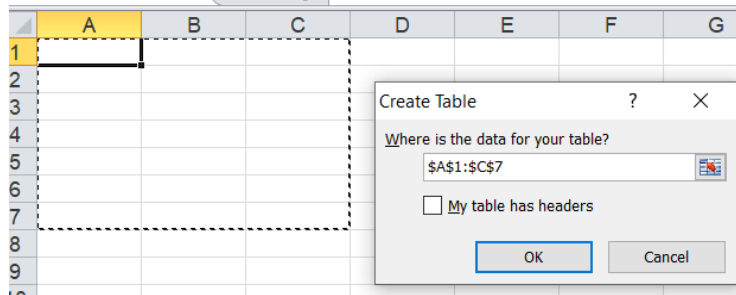 A B C D E F G
1
2
3
Create Table ? X
4
Where is the data for your table?
5
$A$1:$C$7
6
My table has headers
7
8
OK Cancel
9